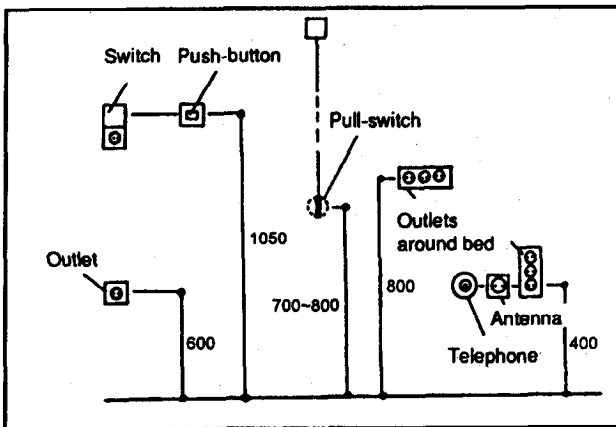 Switch
Push-button
Pull-switch
Outlets
around bed
1050
Outlet
700~800
800
Antenna
600
Telephone
400